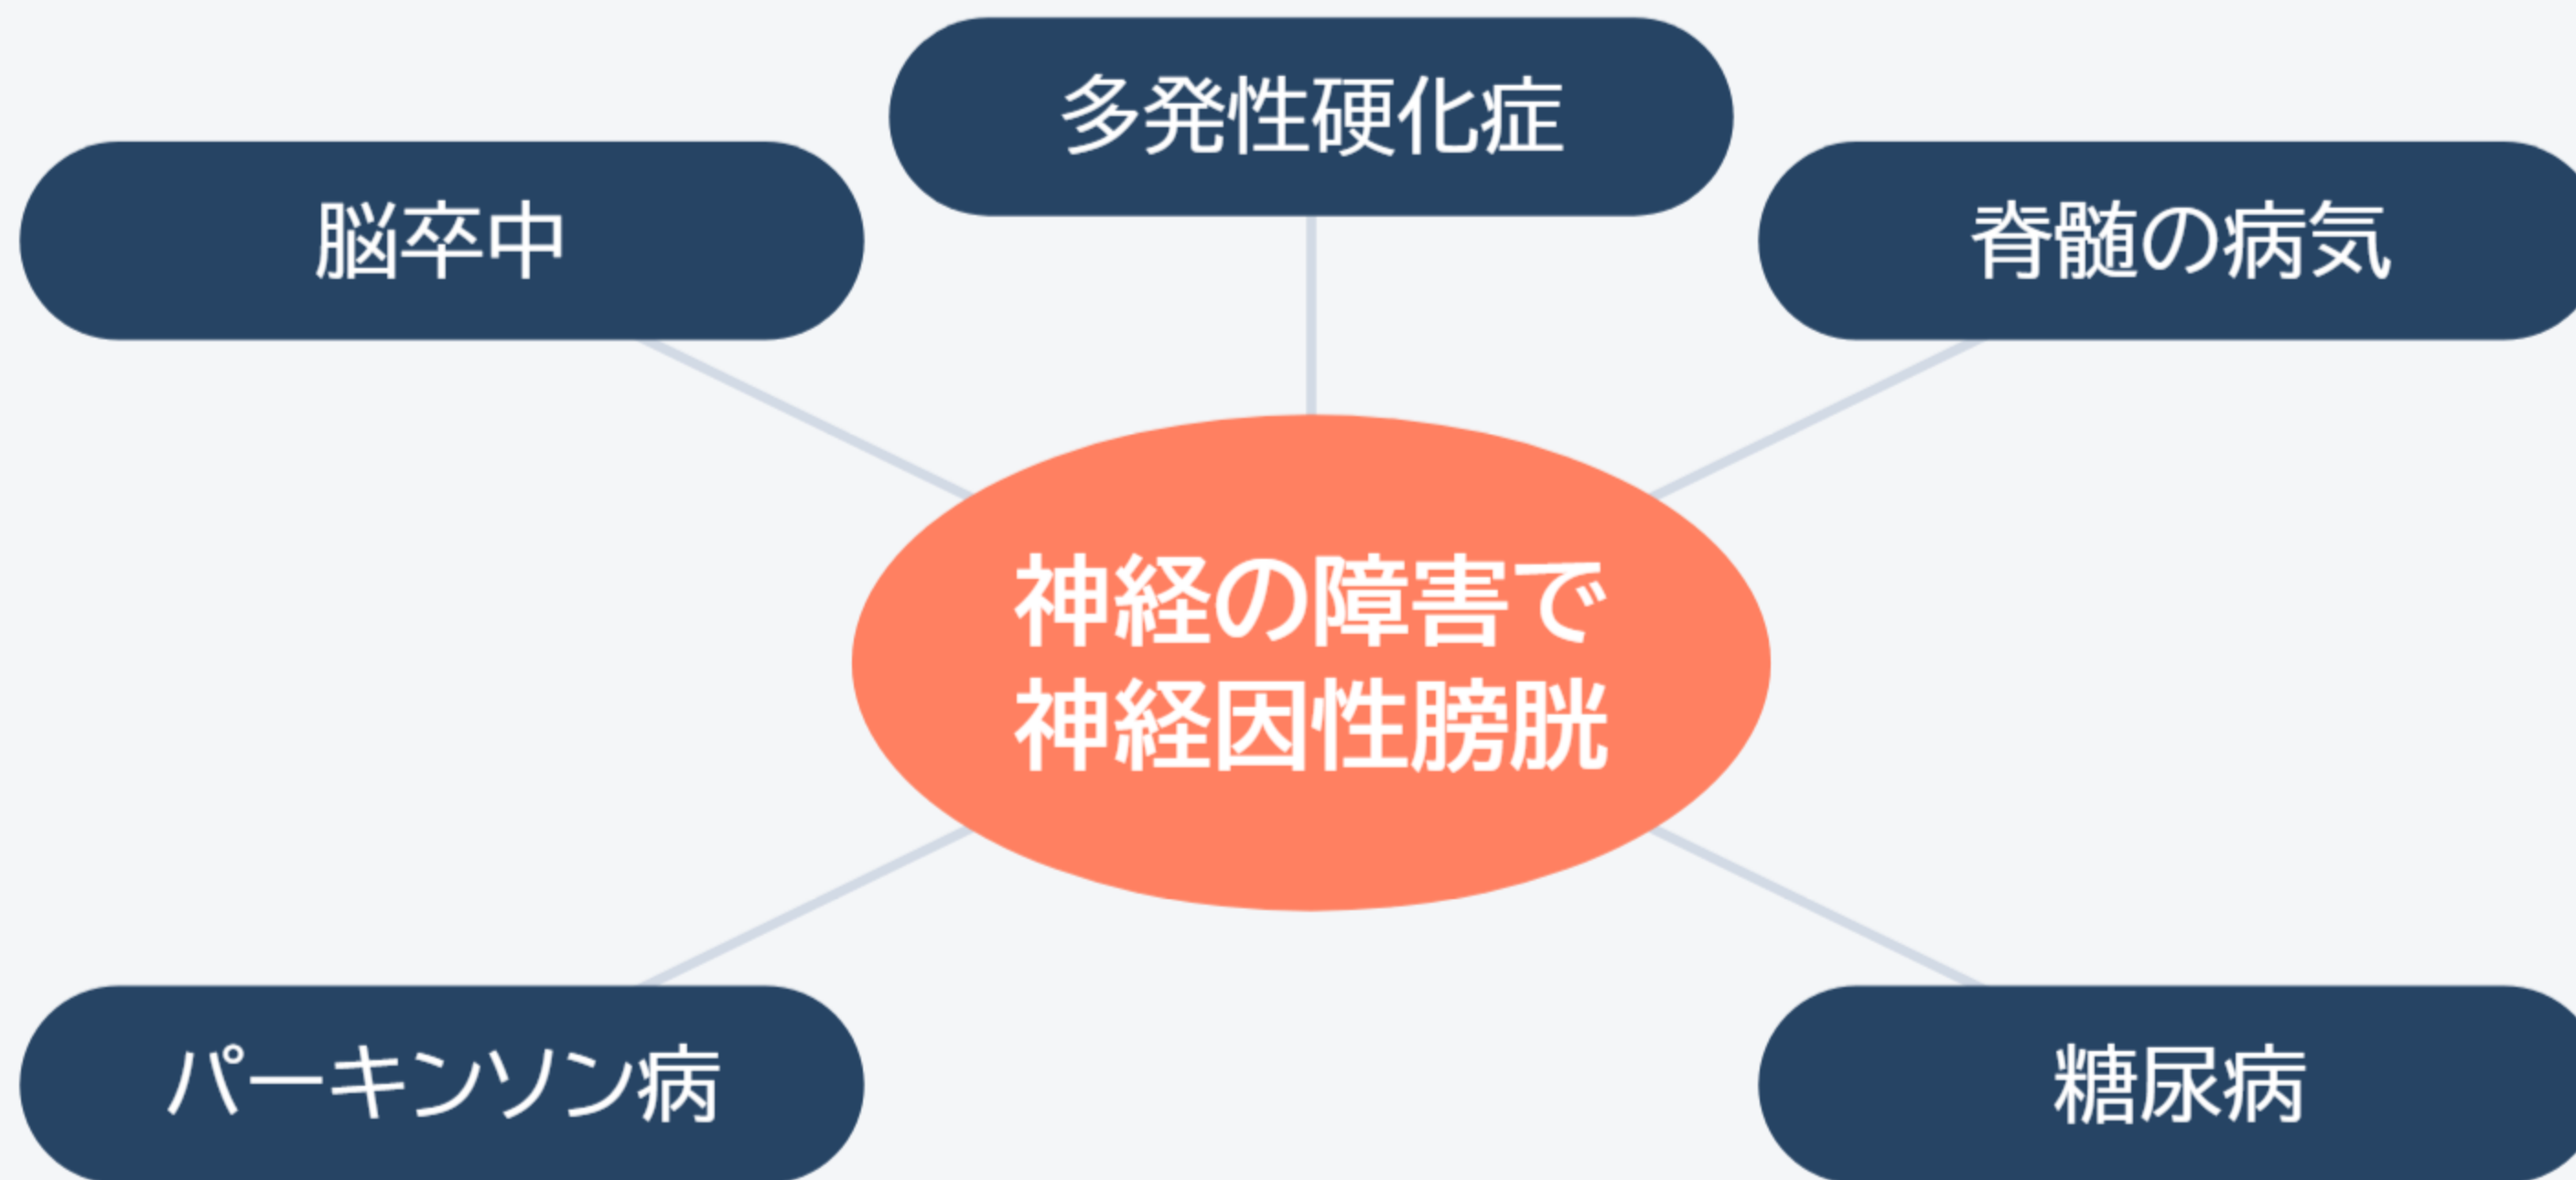 多発性硬化症
脳卒中
脊髄の病気
神経の障害で
神経因性膀胱
パーキンソン病
糖尿病